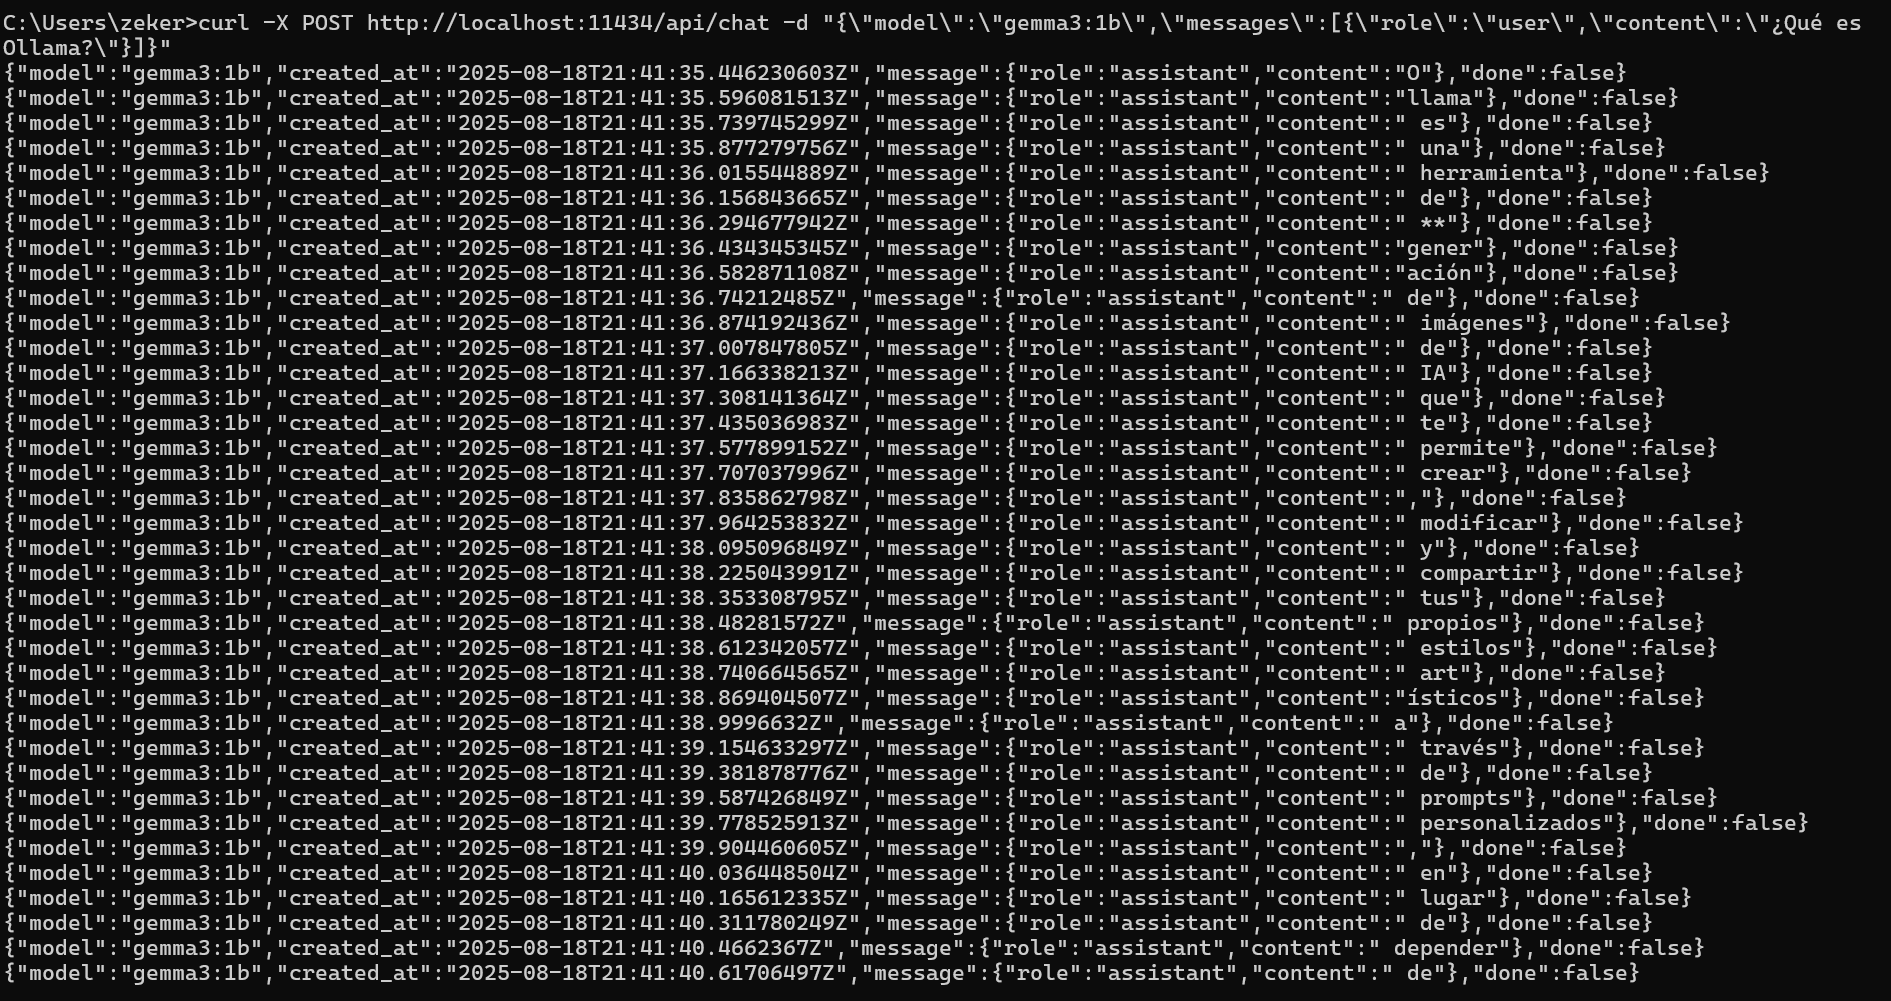 C:\Users\zeker>curl -X POST http://localhost:11434/api/chat -d "{\"model\":\"gemma3:1b\",\"messages\":[{\"role\":\"user\",\"content\":\"¿Qué es
Ollama?\"}]}"
{"model":"gemma3:1b","created_at":"2025-08-18T21:41:35.446230603Z","message":{"role":"assistant","content":"O"},"done":false}
{"model":"gemma3:1b","created_at":"2025-08-18T21:41:35.596081513Z","message":{"role":"assistant","content":"llama"},"done":false}
{"model":"gemma3:1b","created_at":"2025-08-18T21:41:35.739745299Z","message":{"role":"assistant","content":" es"},"done":false}
{"model":"gemma3:1b","created_at":"2025-08-18T21:41:35.877279756Z","message":{"role":"assistant","content":" una"},"done":false}
{"model":"gemma3:1b","created_at":"2025-08-18T21:41:36.015544889Z","message":{"role":"assistant","content":" herramienta"},"done":false}
{"model":"gemma3:1b","created_at":"2025-08-18T21:41:36.156843665Z","message":{"role":"assistant","content":" de"},"done":false}
{"model":"gemma3:1b","created_at":"2025-08-18T21:41:36.294677942Z","message":{"role":"assistant","content":" **"},"done":false}
{"model":"gemma3:1b","created_at":"2025-08-18T21:41:36.434345345Z","message":{"role":"assistant","content":"gener"},"done":false}
{"model":"gemma3:1b","created_at":"2025-08-18T21:41:36.582871108Z","message":{"role":"assistant","content":"ación"},"done":false}
{"model":"gemma3:1b","created_at":"2025-08-18T21:41:36.74212485Z","message":{"role":"assistant","content":" de"},"done":false}
{"model":"gemma3:1b","created_at":"2025-08-18T21:41:36.874192436Z","message":{"role":"assistant","content":" imágenes"},"done":false}
{"model":"gemma3:1b","created_at":"2025-08-18T21:41:37.007847805Z","message":{"role":"assistant","content":" de"},"done":false}
{"model":"gemma3:1b","created_at":"2025-08-18T21:41:37.166338213Z","message":{"role":"assistant","content":" IA"},"done":false}
{"model":"gemma3:1b","created_at":"2025-08-18T21:41:37.308141364Z","message":{"role":"assistant","content":" que"},"done":false}
{"model":"gemma3:1b","created_at":"2025-08-18T21:41:37.435036983Z","message":{"role":"assistant","content":" te"},"done":false}
{"model":"gemma3:1b","created_at":"2025-08-18T21:41:37.577899152Z","message":{"role":"assistant","content":" permite"},"done":false}
{"model":"gemma3:1b","created_at":"2025-08-18T21:41:37.707037996Z","message":{"role":"assistant","content":" crear"},"done":false}
{"model":"gemma3:1b","created_at":"2025-08-18T21:41:37.835862798Z","message":{"role":"assistant","content":","},"done":false}
{"model":"gemma3:1b","created_at":"2025-08-18T21:41:37.964253832Z","message":{"role":"assistant","content":" modificar"},"done":false}
{"model":"gemma3:1b","created_at":"2025-08-18T21:41:38.095096849Z","message":{"role":"assistant","content":" y"},"done":false}
{"model":"gemma3:1b","created_at":"2025-08-18T21:41:38.225043991Z","message":{"role":"assistant","content":" compartir"},"done":false}
{"model":"gemma3:1b","created_at":"2025-08-18T21:41:38.353308795Z","message":{"role":"assistant","content":" tus"},"done":false}
{"model":"gemma3:1b","created_at":"2025-08-18T21:41:38.48281572Z","message":{"role":"assistant","content":" propios"},"done":false}
{"model":"gemma3:1b","created_at":"2025-08-18T21:41:38.612342057Z","message":{"role":"assistant","content":" estilos"},"done":false}
{"model":"gemma3:1b","created_at":"2025-08-18T21:41:38.740664565Z","message":{"role":"assistant","content":" art"},"done":false}
{"model":"gemma3:1b","created_at":"2025-08-18T21:41:38.869404507Z","message":{"role":"assistant","content":"ísticos"},"done":false}
{"model":"gemma3:1b","created_at":"2025-08-18T21:41:38.9996632Z","message":{"role":"assistant","content":" a"},"done":false}
{"model":"gemma3:1b","created_at":"2025-08-18T21:41:39.154633297Z","message":{"role":"assistant","content":" través"},"done":false}
{"model":"gemma3:1b","created_at":"2025-08-18T21:41:39.381878776Z","message":{"role":"assistant","content":" de"},"done":false}
{"model":"gemma3:1b","created_at":"2025-08-18T21:41:39.587426849Z","message":{"role":"assistant","content":" prompts"},"done":false}
{"model":"gemma3:1b","created_at":"2025-08-18T21:41:39.778525913Z","message":{"role":"assistant","content":" personalizados"},"done":false}
{"model":"gemma3:1b","created_at":"2025-08-18T21:41:39.904460605Z","message":{"role":"assistant","content":","},"done":false}
{"model":"gemma3:1b","created_at":"2025-08-18T21:41:40.036448504Z","message":{"role":"assistant","content":" en"},"done":false}
{"model":"gemma3:1b","created_at":"2025-08-18T21:41:40.165612335Z","message":{"role":"assistant","content":" lugar"},"done":false}
{"model":"gemma3:1b","created_at":"2025-08-18T21:41:40.311780249Z","message":{"role":"assistant","content":" de"},"done":false}
{"model":"gemma3:1b","created_at":"2025-08-18T21:41:40.4662367Z","message":{"role":"assistant","content":" depender"},"done":false}
{"model":"gemma3:1b","created_at":"2025-08-18T21:41:40.61706497Z","message":{"role":"assistant","content":" de"},"done":false}